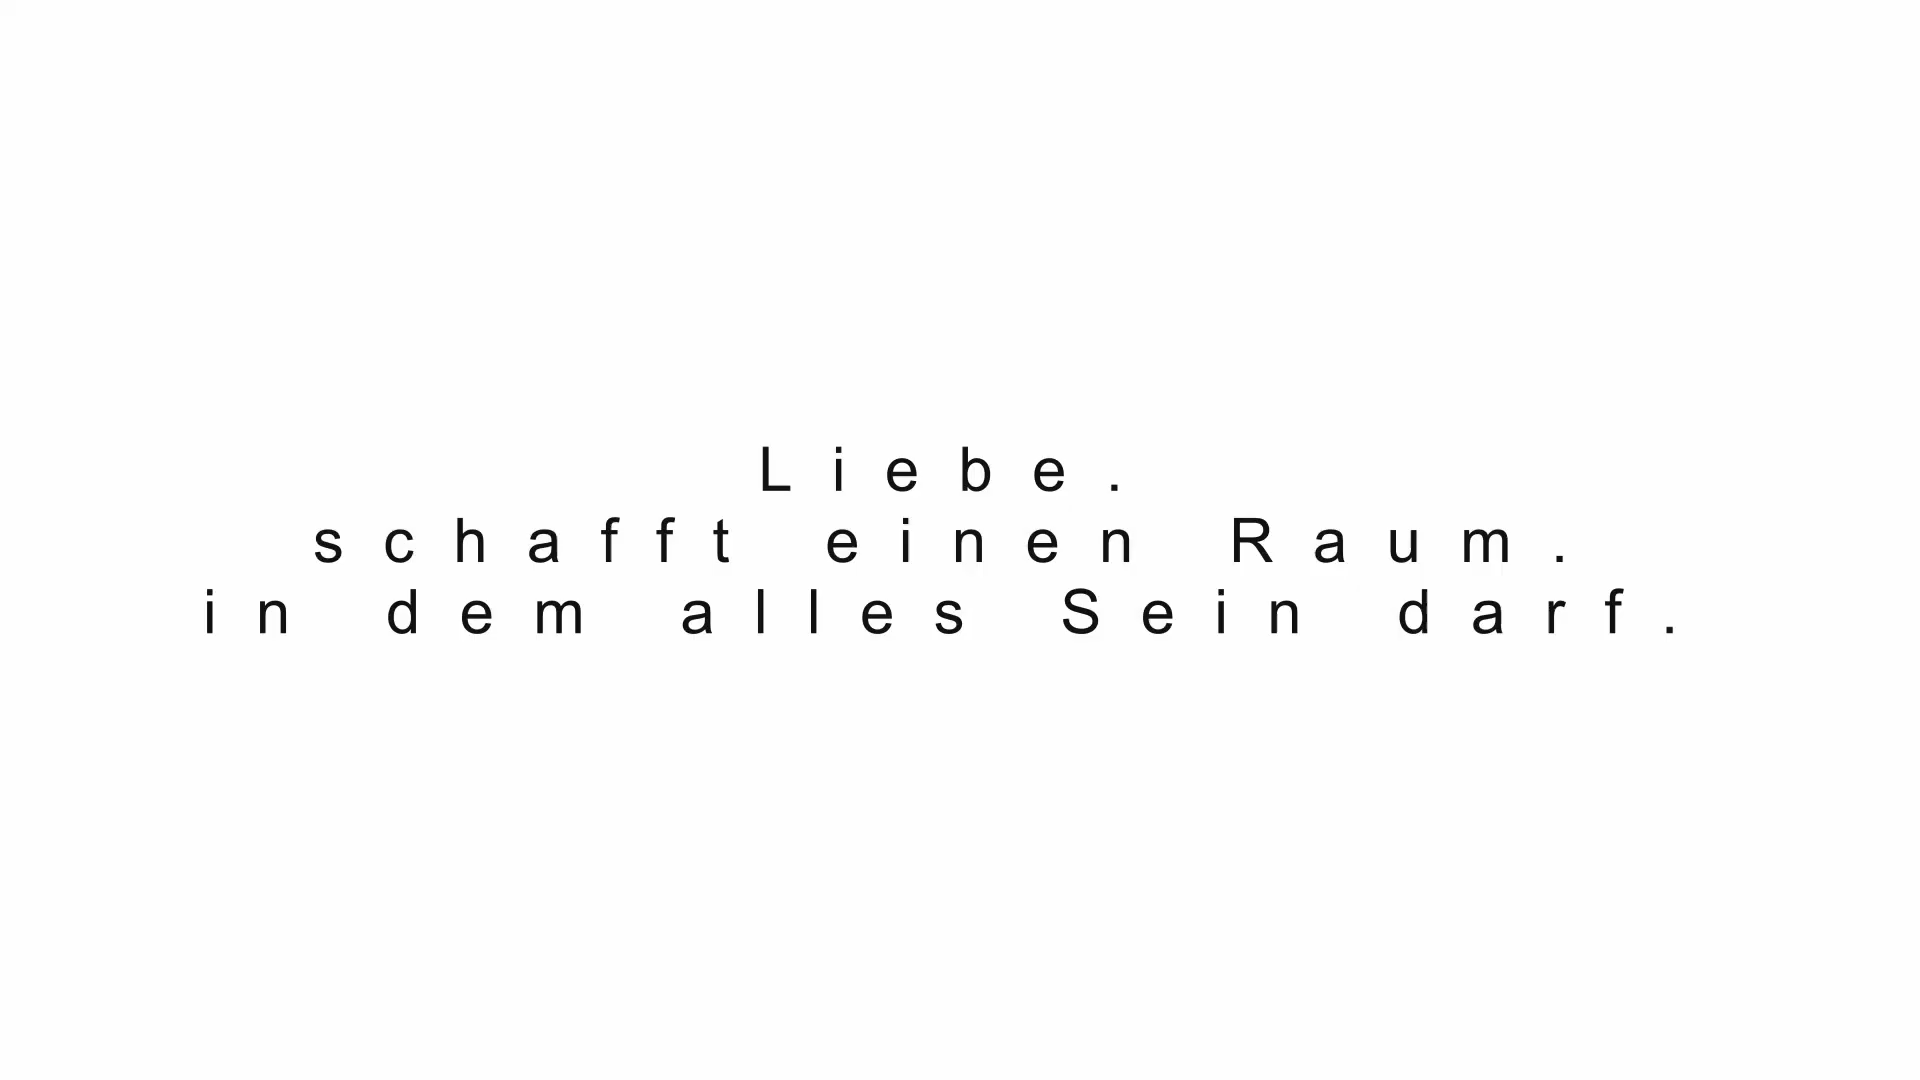 Liebe.
schafft einen Raum.
in dem alles Sein darf.